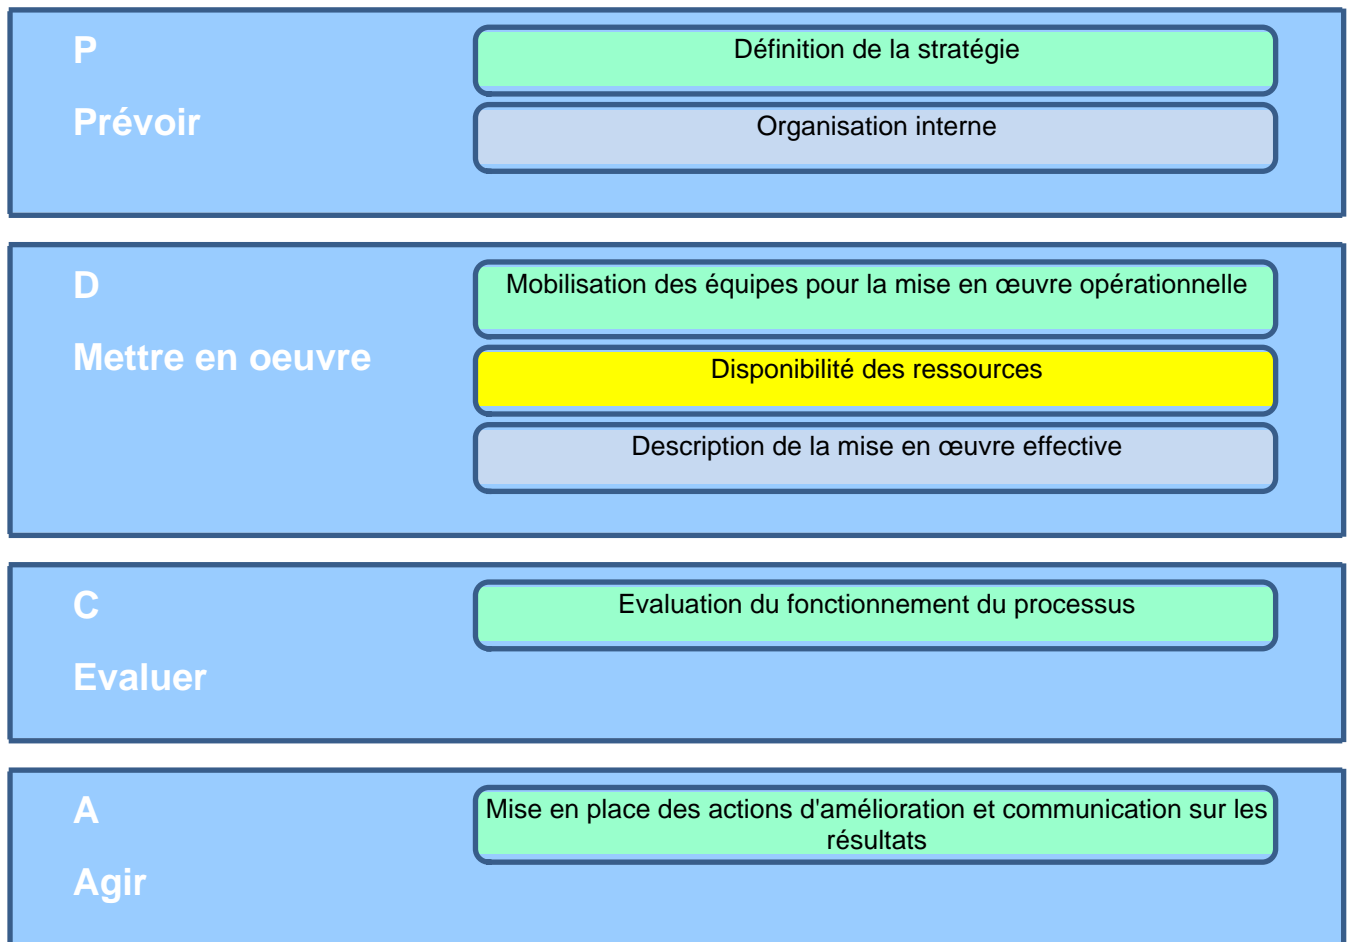 P
Prévoir
Définition de la stratégie
Organisation interne
D
Mettre en oeuvre
Mobilisation des équipes pour la mise en œuvre opérationnelle
Disponibilité des ressources
Description de la mise en œuvre effective
C
Evaluer
Evaluation du fonctionnement du processus
A
Agir
Mise en place des actions d'amélioration et communication sur les
résultats